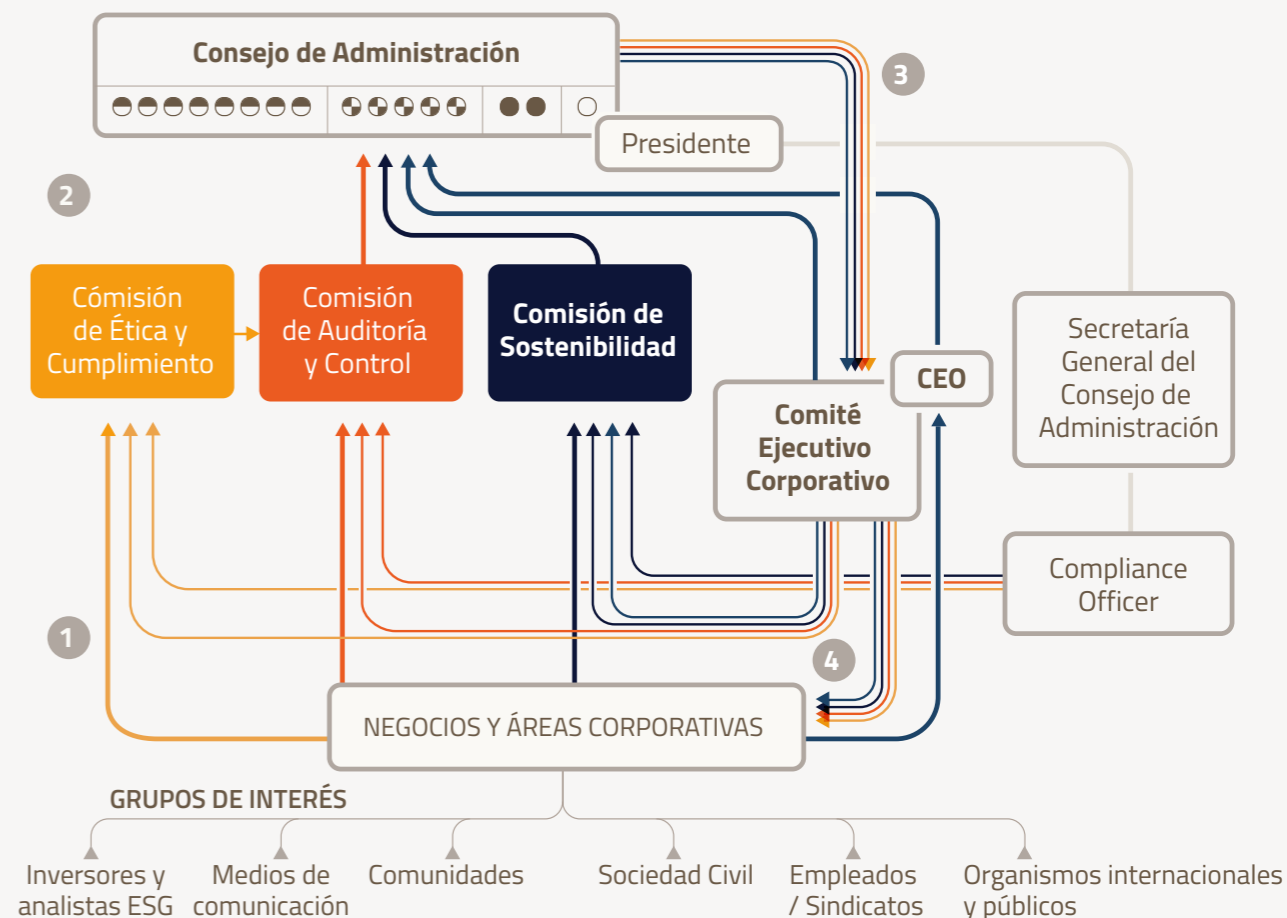 Consejo de Administración
3
Presidente
2
Cómisión
de Ética y
Cumplimiento
Comisión
de Auditoría
y Control
Comisión de
Sostenibilidad
CEO
Comité
Ejecutivo
Corporativo
Secretaría
General del
Consejo de
Administración
Compliance
Officer
1
4
NEGOCIOS Y ÁREAS CORPORATIVAS
GRUPOS DE INTERÉS
Inversores y
analistas ESG
Medios de
comunicación
Comunidades
Sociedad Civil
Empleados
/ Sindicatos
Organismos internacionales
y públicos